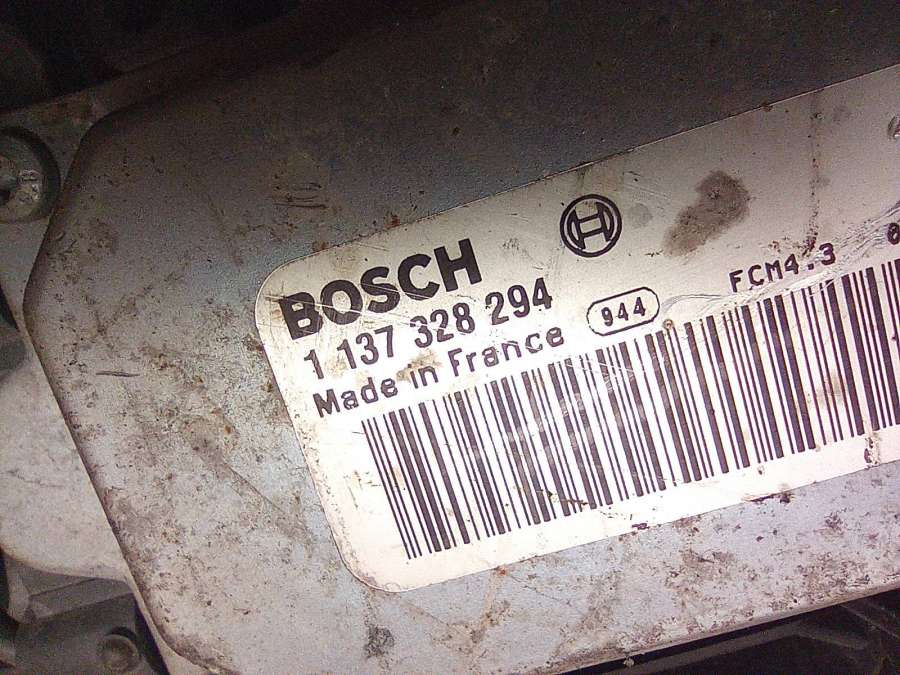 BOSCH
1 137 328 294
Made in France
944
FCM4.3